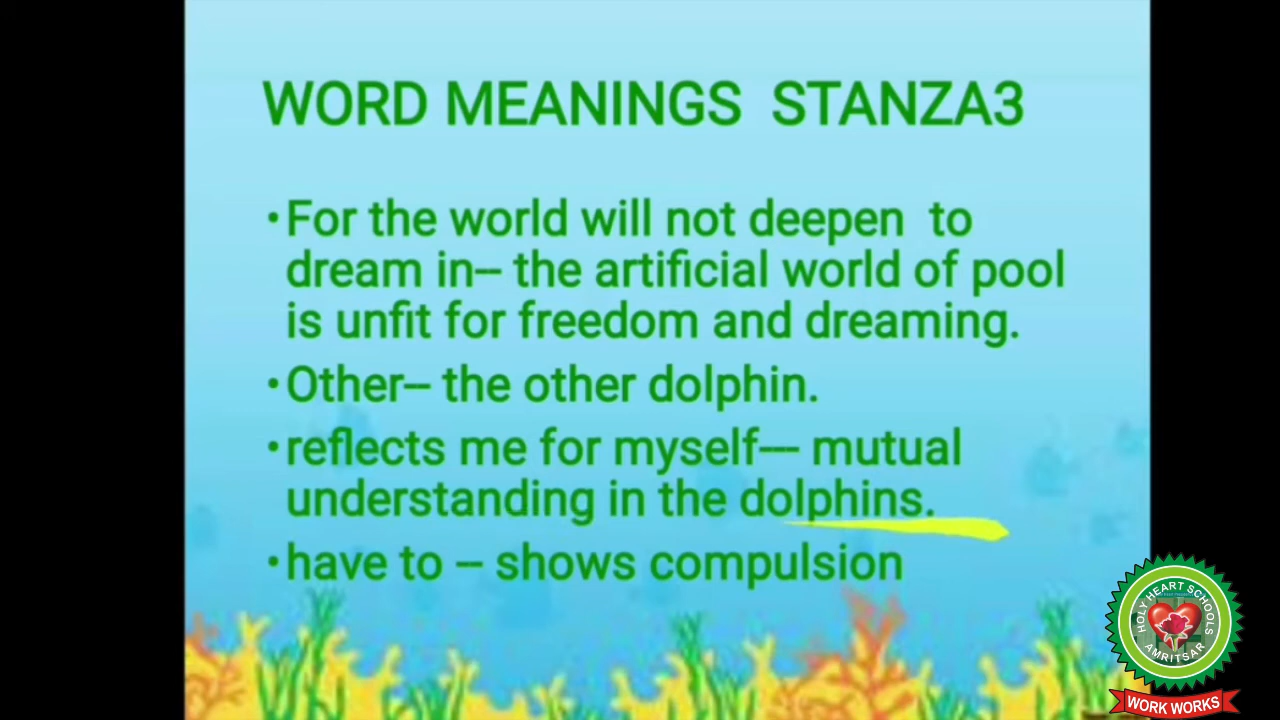 WORD MEANINGS STANZA3
•For the world will not deepen to
dream in-- the artificial world of pool
is unfit for freedom and dreaming.
•Other-- the other dolphin.
•reflects me for myself--- mutual
understanding in the dolphins.
•have to -- shows compulsion
HOLY HEART SCHOOLS
AMRITSAR
WORK WORKS